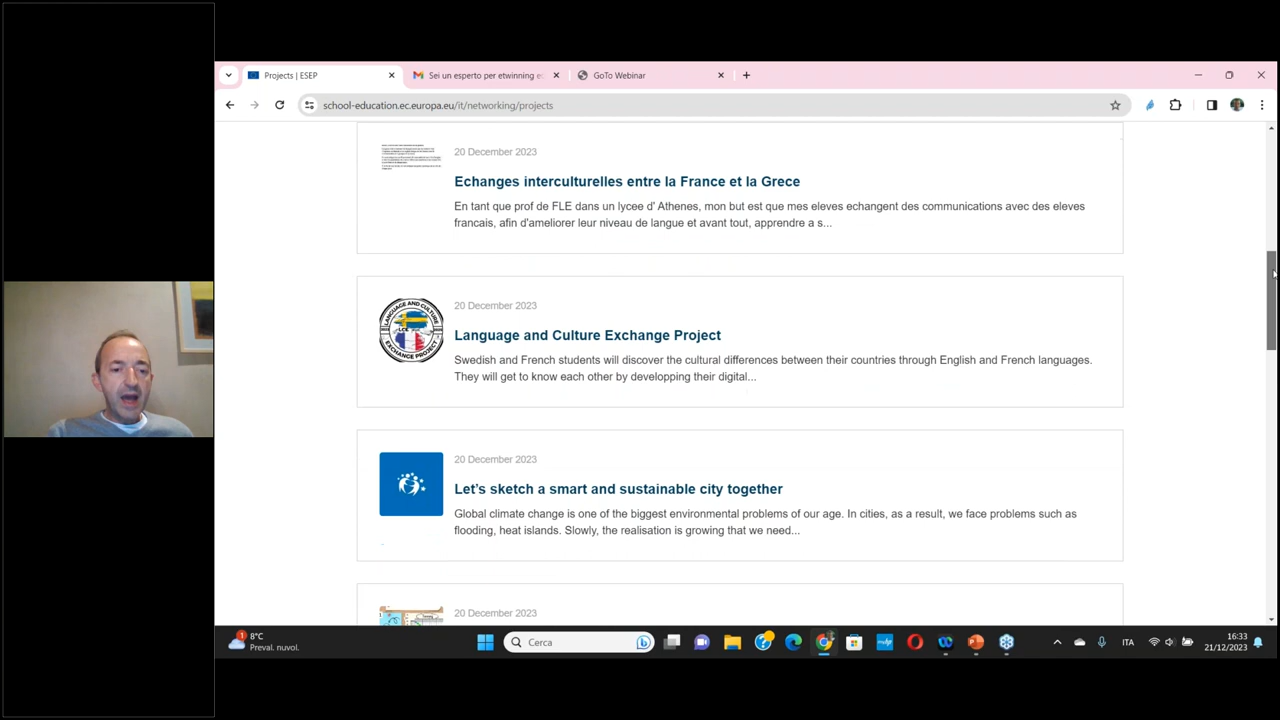 Projects | ESEP
Sei un esperto per etwinning e
GoTo Webinar
school-education.ec.europa.eu/it/networking/projects
20 December 2023
Echanges interculturelles entre la France et la Grece
En tant que prof de FLE dans un lycee d' Athenes, mon but est que mes eleves echangent des communications avec des eleves
francais, afin d'ameliorer leur niveau de langue et avant tout, apprendre a s...
LANGUAGE AND CULTURE
LCE
EXCHANGE PROJECT
20 December 2023
Language and Culture Exchange Project
Swedish and French students will discover the cultural differences between their countries through English and French languages.
They will get to know each other by developping their digital...
20 December 2023
Let’s sketch a smart and sustainable city together
Global climate change is one of the biggest environmental problems of our age. In cities, as a result, we face problems such as
flooding, heat islands. Slowly, the realisation is growing that we need...
20 December 2023
1
8°C
Preval. nuvol.
Cerca
ITA
16:33
21/12/2023